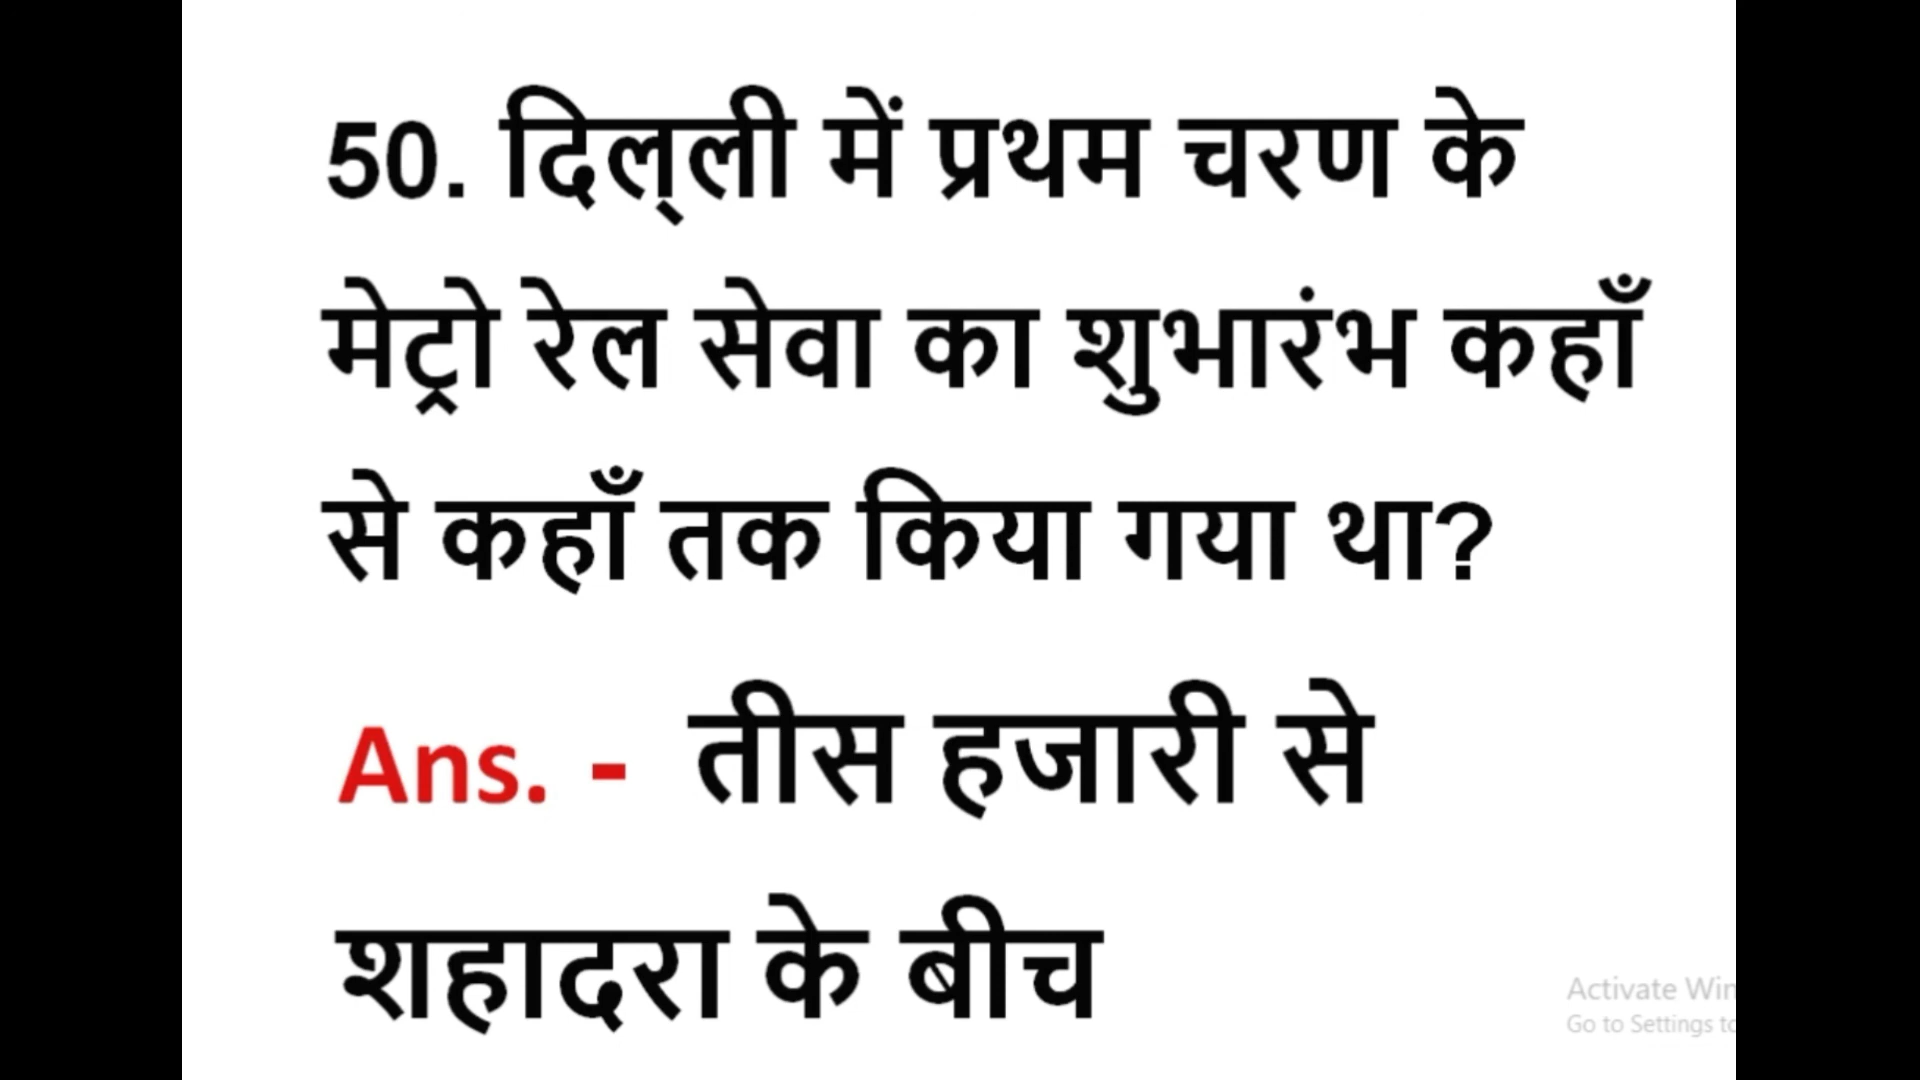 50. दिल्ली में प्रथम चरण के
मेट्रो रेल सेवा का शुभारंभ कहाँ
से कहाँ तक किया गया था?
Ans. - तीस हजारी से
शहादरा के बीच
Activate Win
Go to Settings to